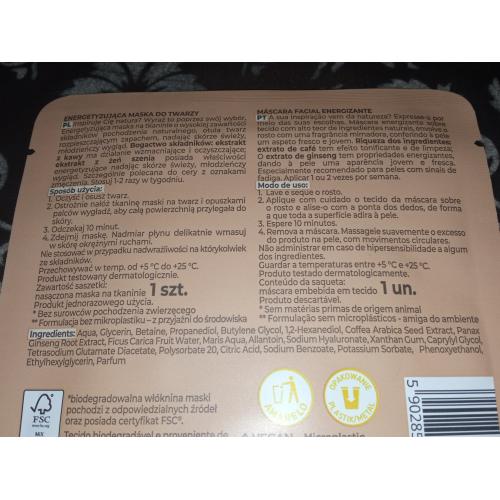 ENERGETYZUJĄCA MASKA DO TWARZY
PL Inspiruje Cię natura? Wyraź to poprzez swój wybór.
Energetyzująca maska na tkaninie o wysokiej zawartości
składników pochodzenia naturalnego, otula twarz
rozpieszczającym zapachem, nadając skórze świeży,
młodzieńczy wygląd. Bogactwo składników: ekstrakt
z kawy ma działanie wzmacniające i oczyszczające;
ekstrakt z żeń szenia posiada właściwości
energetyzujące nadając skórze świeży, młodzieńczy
wygląd. Szczególnie polecana do cery z oznakami
zmęczenia. Stosuj 1-2 razy w tygodniu.
Sposób użycia:
1. Oczyść i osusz twarz.
2. Ostrożnie nałóż tkaninę maski na twarz i opuszkami
palców wygładź, aby całą powierzchnią przylegała do
skóry.
3. Odczekaj 10 minut.
4. Zdejmij maskę. Nadmiar płynu delikatnie wmasuj
w skórę okrężnymi ruchami.
Nie stosować w przypadku nadwrażliwości na którykolwiek
ze składników.
Przechowywać w temp. od +5 °C do +25 °C.
Produkt testowany dermatologicznie.
Zawartość saszetki:
nasączona maska na tkaninie 1 szt.
Produkt jednorazowego użycia.
* Bez surowców pochodzenia zwierzęcego
** Formulacja bez mikroplastiku – z przyjaźni do środowiska
MÁSCARA FACIAL ENERGIZANTE
PT A sua inspiração vem da natureza? Expresse-a por
meio das suas escolhas. Máscara energizante sobre
tecido com alto teor de ingredientes naturais, envolve o
rosto com uma fragrância mimadora, conferindo à pele
um aspeto fresco e jovem. Riqueza dos ingredientes:
extrato de café tem efeito tonificante e de limpeza;
O extrato de ginseng tem propriedades energizantes,
dando à pele uma aparência jovem e fresca.
Especialmente recomendado para peles com sinais de
fadiga. Aplicar 1 ou 2 vezes por semana.
Modo de uso:
1. Lave e seque o rosto.
2. Aplique com cuidado o tecido da máscara sobre
o rosto e alise-o com a ponta dos dedos, de forma
a que toda a superfície adira à pele.
3. Espere 10 minutos.
4. Remova a máscara. Massageie suavemente o excesso
do produto na pele, com movimentos circulares.
Não administrar em caso de hipersensibilidade a algum
dos ingredientes.
Guardar a temperaturas entre +5 °C e +25 °C.
Produto testado dermatologicamente.
Conteúdo da saqueta:
máscara embebida em tecido 1 un.
Produto descartável.
* Sem matérias primas de origem animal
** Formulação sem microplásticos - amiga do ambiente
Ingredients: Aqua, Glycerin, Betaine, Propanediol, Butylene Glycol, 1,2-Hexanediol, Coffea Arabica Seed Extract, Panax
Ginseng Root Extract, Ficus Carica Fruit Water, Maris Aqua, Allantoin, Sodium Hyaluronate, Xanthan Gum, Caprylyl Glycol,
Tetrasodium Glutamate Diacetate, Polysorbate 20, Citric Acid, Sodium Benzoate, Potassium Sorbate, Phenoxyethanol,
Ethylhexylglycerin, Parfum
FSC
MIX
*biodegradowalna włóknina maski
pochodzi z odpowiedzialnych źródeł
oraz posiada certyfikat FSC®.
Tecido biodegradável e proveniente de
AMARELO
OPAKOWANIE
PLASTIK/METAL
VEGAN
Microplastic
590285